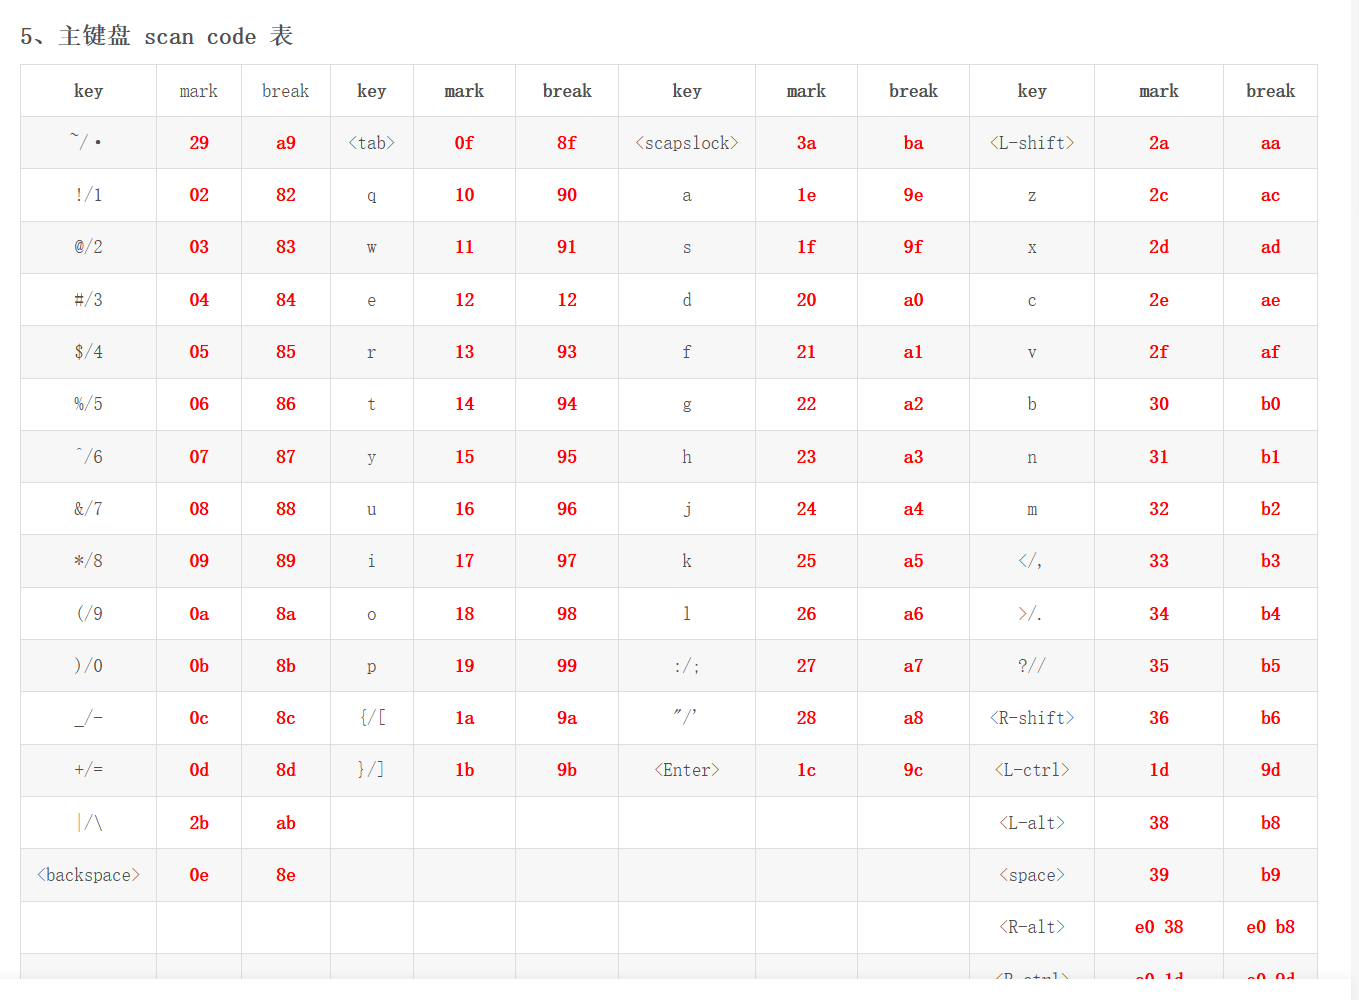 5、主键盘 scan code 表
key mark break key mark break key mark break key mark break
~/· 29 a9 <tab> 0f 8f <scapslock> 3a ba <L-shift> 2a aa
!/1 02 82 q 10 90 a 1e 9e z 2c ac
@/2 03 83 w 11 91 s 1f 9f x 2d ad
#/3 04 84 e 12 12 d 20 a0 c 2e ae
$/4 05 85 r 13 93 f 21 a1 v 2f af
%/5 06 86 t 14 94 g 22 a2 b 30 b0
^/6 07 87 y 15 95 h 23 a3 n 31 b1
&/7 08 88 u 16 96 j 24 a4 m 32 b2
*/8 09 89 i 17 97 k 25 a5 </, 33 b3
(/9 0a 8a o 18 98 l 26 a6 >/. 34 b4
)/0 0b 8b p 19 99 :/; 27 a7 ?// 35 b5
_/- 0c 8c {/[ 1a 9a "/' 28 a8 <R-shift> 36 b6
+/= 0d 8d }/] 1b 9b <Enter> 1c 9c <L-ctrl> 1d 9d
|/\ 2b ab <L-alt> 38 b8
<backspace> 0e 8e <space> 39 b9
<R-alt> e0 38 e0 b8
<R-ctrl> e0 1d e0 9d